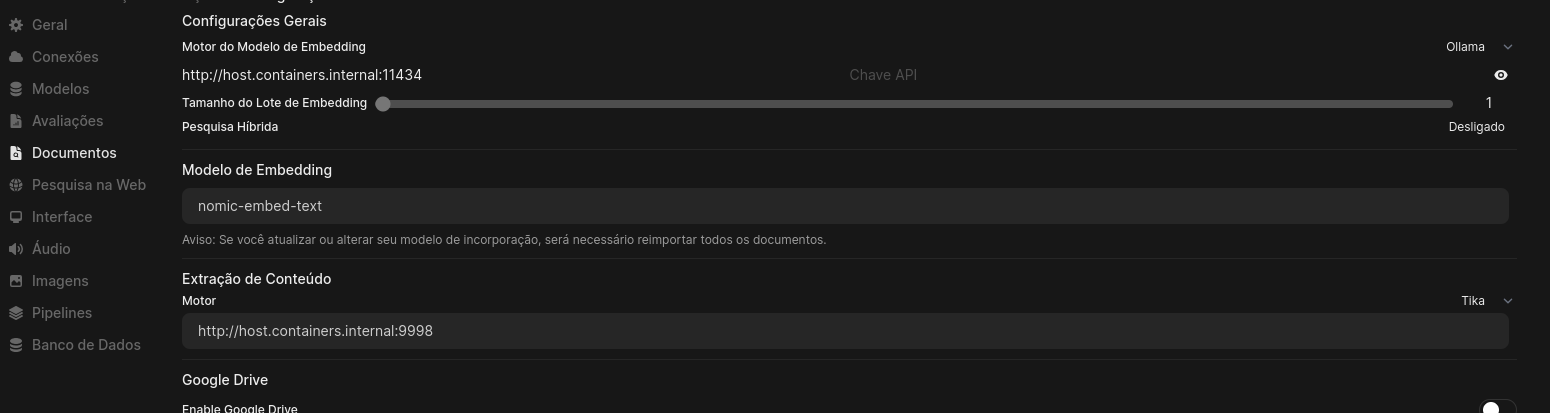 Configurações Gerais
Geral
Conexões
Modelos
Avaliações
Documentos
Pesquisa na Web
Interface
Áudio
Imagens
Pipelines
Banco de Dados
Motor do Modelo de Embedding
Ollama
http://host.containers.internal:11434
Chave API
Tamanho do Lote de Embedding
1
Pesquisa Híbrida
Desligado
Modelo de Embedding
nomic-embed-text
Aviso: Se você atualizar ou alterar seu modelo de incorporação, será necessário reimportar todos os documentos.
Extração de Conteúdo
Motor
Tika
http://host.containers.internal:9998
Google Drive
Enable Google Drive